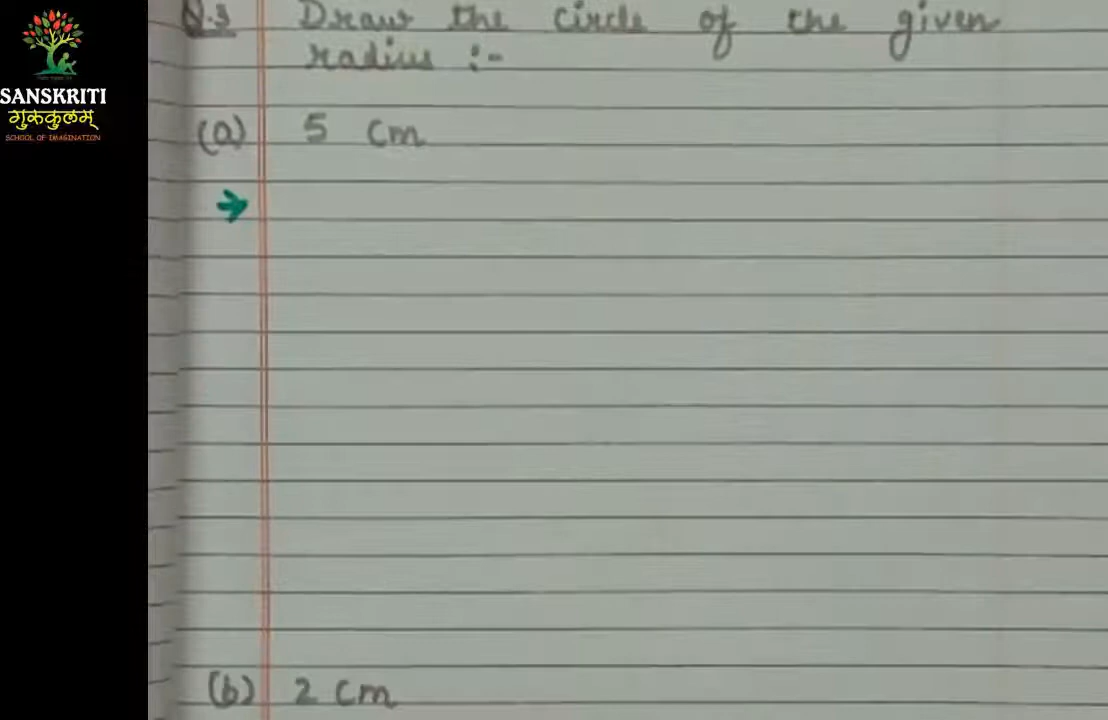 SANSKRITI
गुरुकुलम्
SCHOOL OF IMAGINATION
Q.3 Draw the circle of the given
radius :-
(a) 5 cm
→
(b) 2 cm